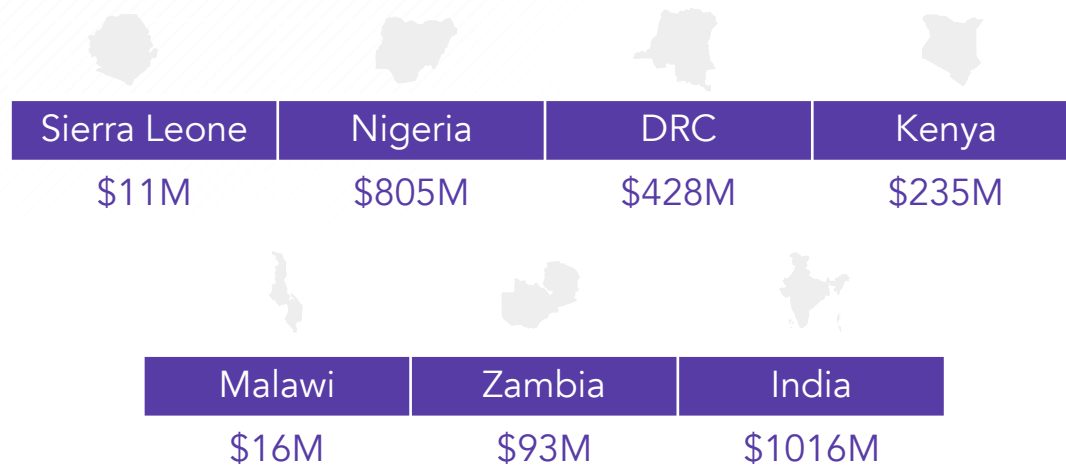 Sierra Leone Nigeria DRC Kenya
$11M $805M $428M $235M
Malawi Zambia India
$16M $93M $1016M